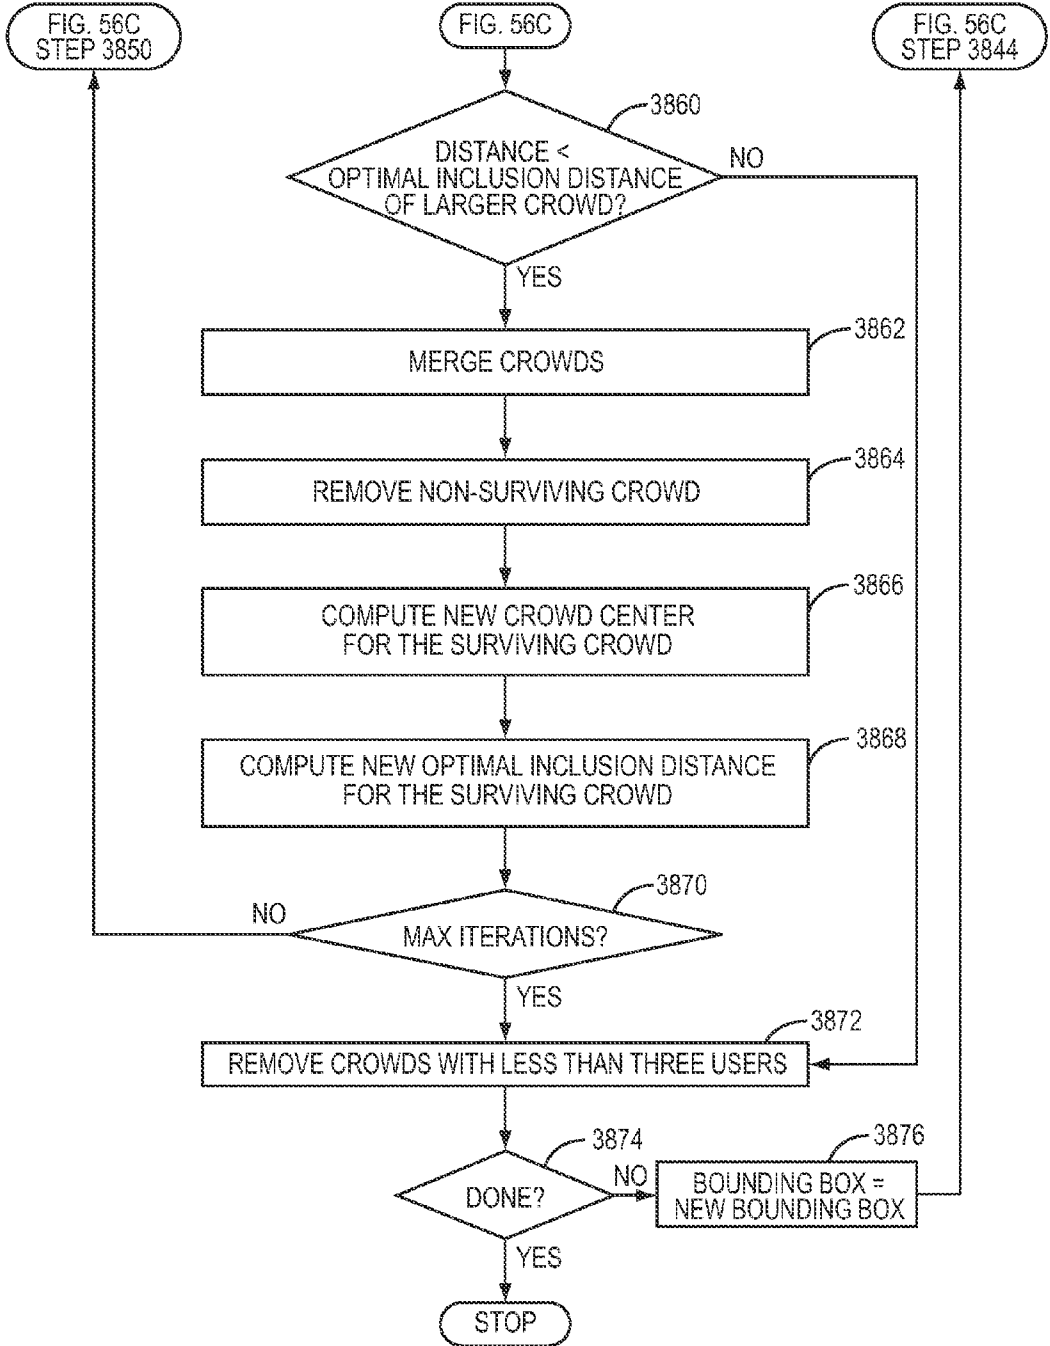 FIG. 56C
STEP 3850
FIG. 56C
FIG. 56C
STEP 3844
3860
DISTANCE <
OPTIMAL INCLUSION DISTANCE
OF LARGER CROWD?
NO
YES
3862
MERGE CROWDS
3864
REMOVE NON-SURVIVING CROWD
3866
COMPUTE NEW CROWD CENTER
FOR THE SURVIVING CROWD
3868
COMPUTE NEW OPTIMAL INCLUSION DISTANCE
FOR THE SURVIVING CROWD
3870
NO
MAX ITERATIONS?
YES
3872
REMOVE CROWDS WITH LESS THAN THREE USERS
3874
3876
DONE?
NO
BOUNDING BOX =
NEW BOUNDING BOX
YES
STOP